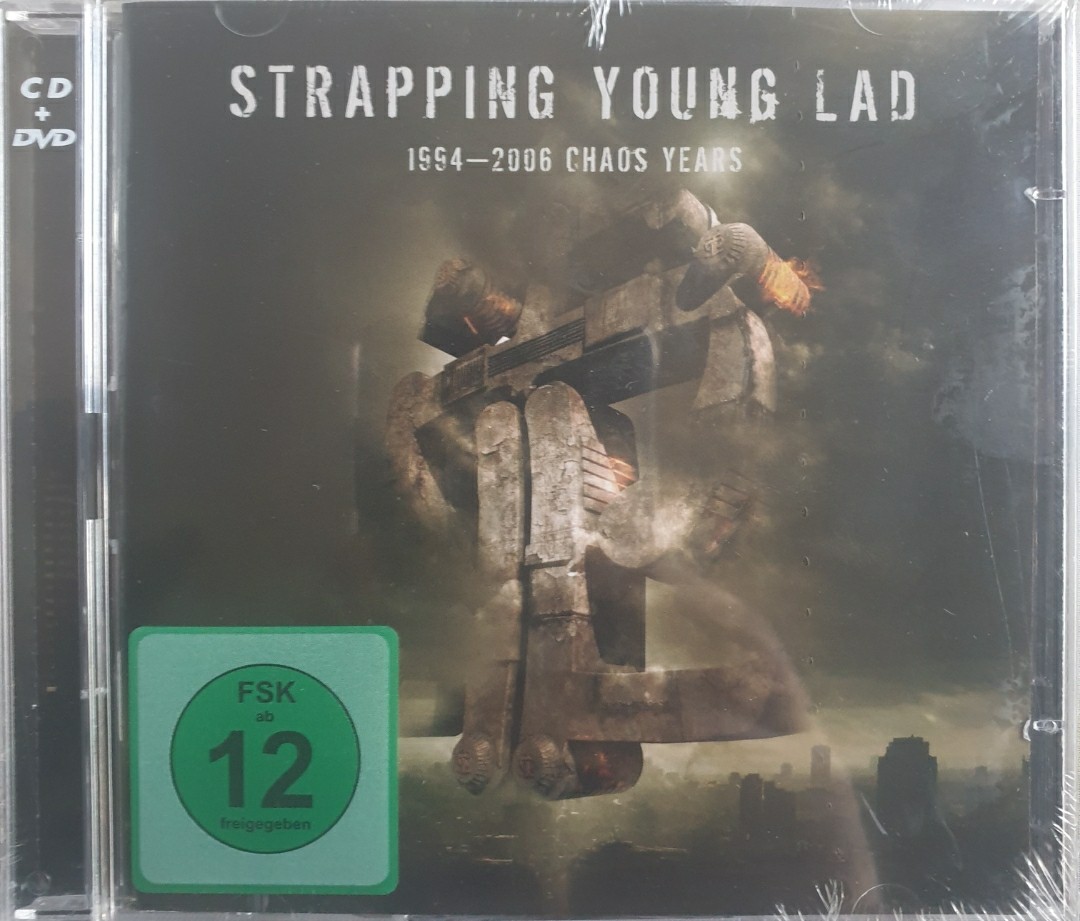 CD
+
DVD
STRAPPING YOUNG LAD
1994—2006 CHAOS YEARS
FSK
ab
12
freigegeben